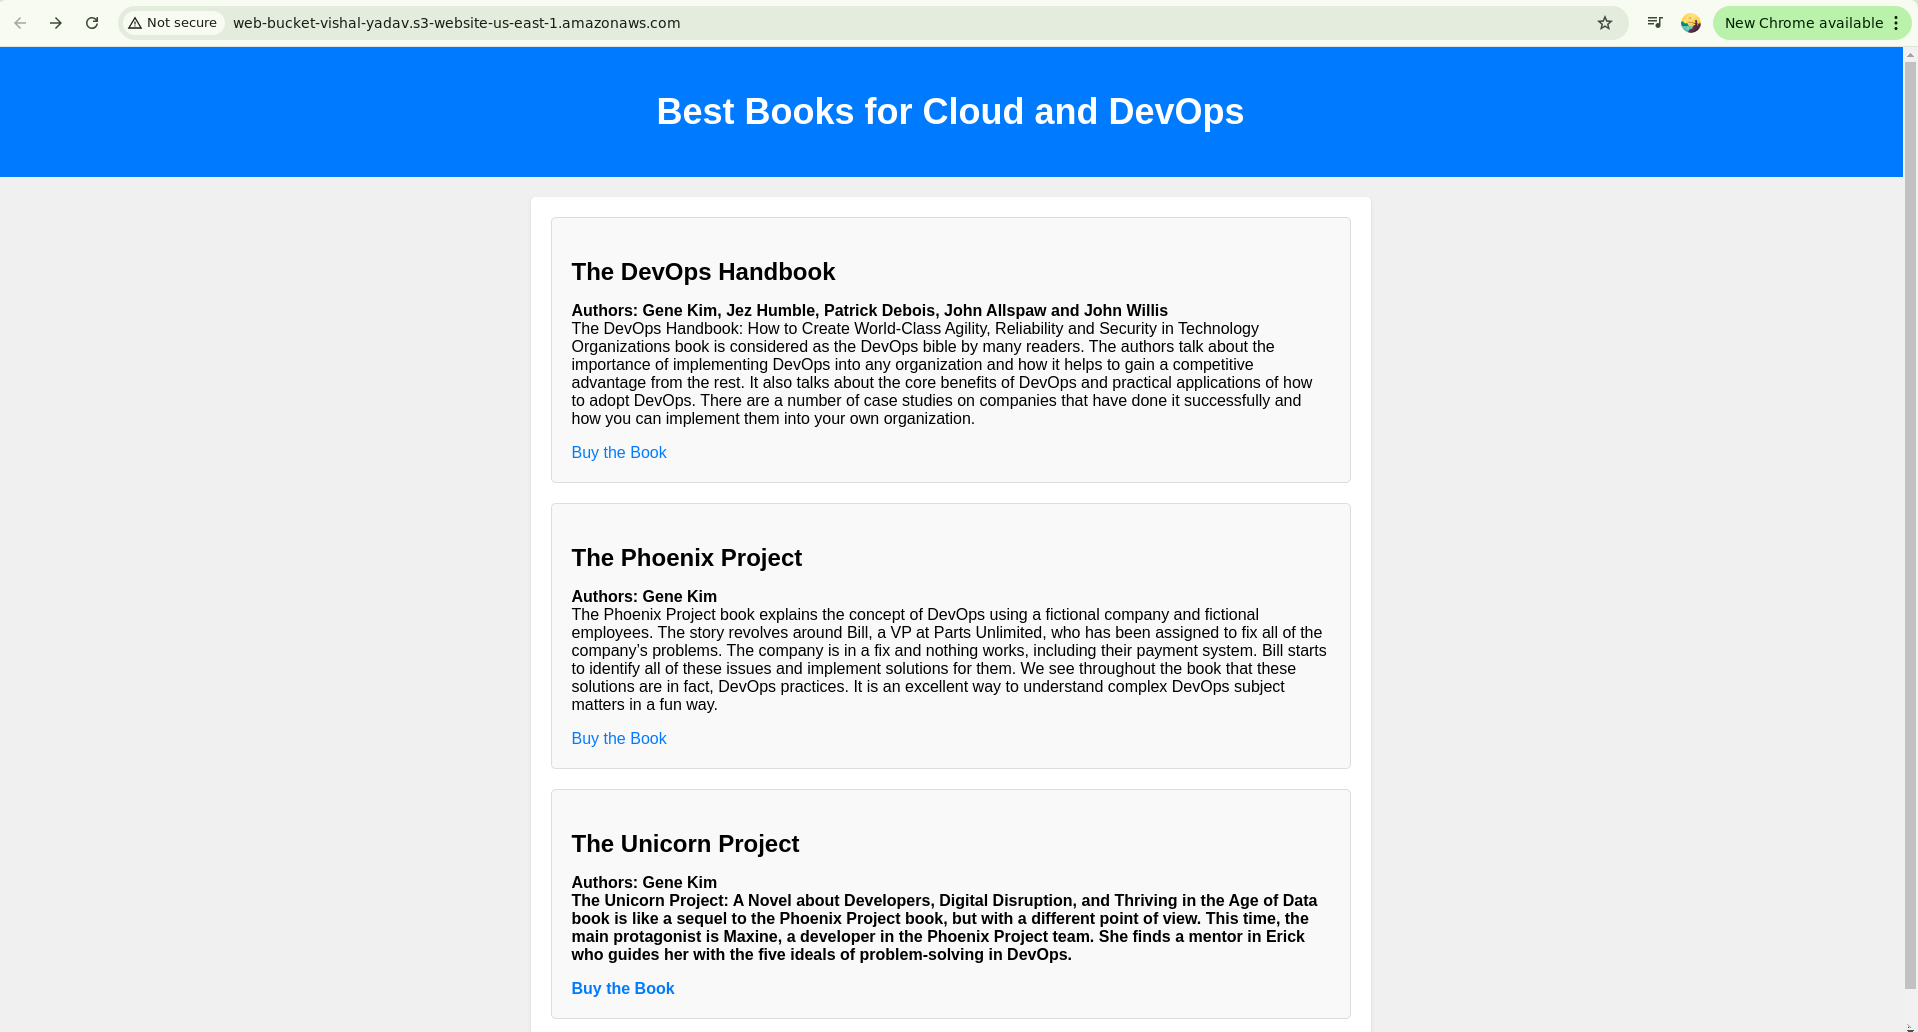 Not secure
web-bucket-vishal-yadav.s3-website-us-east-1.amazonaws.com
New Chrome available
Best Books for Cloud and DevOps
The DevOps Handbook
Authors: Gene Kim, Jez Humble, Patrick Debois, John Allspaw and John Willis
The DevOps Handbook: How to Create World-Class Agility, Reliability and Security in Technology
Organizations book is considered as the DevOps bible by many readers. The authors talk about the
importance of implementing DevOps into any organization and how it helps to gain a competitive
advantage from the rest. It also talks about the core benefits of DevOps and practical applications of how
to adopt DevOps. There are a number of case studies on companies that have done it successfully and
how you can implement them into your own organization.
Buy the Book
The Phoenix Project
Authors: Gene Kim
The Phoenix Project book explains the concept of DevOps using a fictional company and fictional
employees. The story revolves around Bill, a VP at Parts Unlimited, who has been assigned to fix all of the
company’s problems. The company is in a fix and nothing works, including their payment system. Bill starts
to identify all of these issues and implement solutions for them. We see throughout the book that these
solutions are in fact, DevOps practices. It is an excellent way to understand complex DevOps subject
matters in a fun way.
Buy the Book
The Unicorn Project
Authors: Gene Kim
The Unicorn Project: A Novel about Developers, Digital Disruption, and Thriving in the Age of Data
book is like a sequel to the Phoenix Project book, but with a different point of view. This time, the
main protagonist is Maxine, a developer in the Phoenix Project team. She finds a mentor in Erick
who guides her with the five ideals of problem-solving in DevOps.
Buy the Book